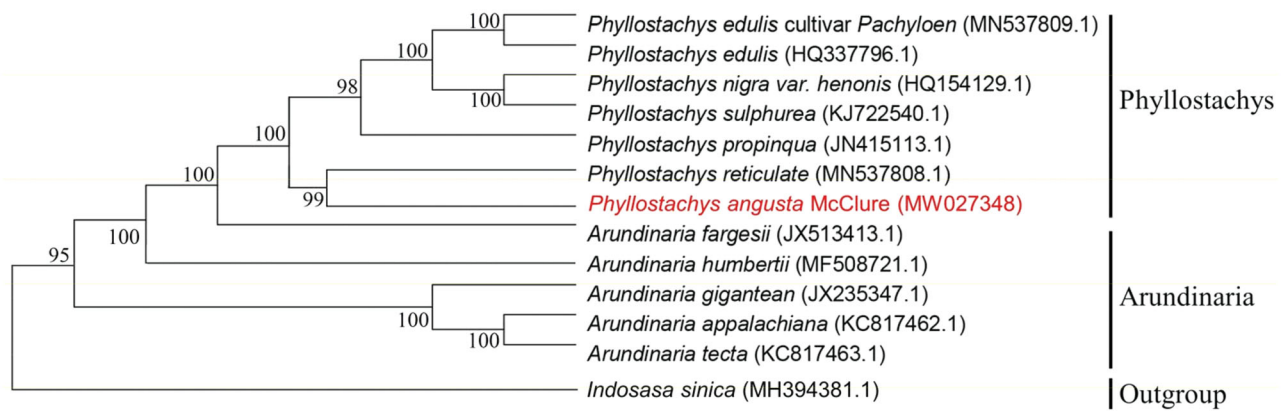 100
Phyllostachys edulis cultivar Pachyloen (MN537809.1)
100
Phyllostachys edulis (HQ337796.1)
98
Phyllostachys nigra var. henonis (HQ154129.1)
100
Phyllostachys
Phyllostachys sulphurea (KJ722540.1)
100
Phyllostachys propinqua (JN415113.1)
100
Phyllostachys reticulate (MN537808.1)
99
Phyllostachys angusta McClure (MW027348)
100
Arundinaria fargesii (JX513413.1)
95
Arundinaria humbertii (MF508721.1)
Arundinaria gigantean (JX235347.1)
Arundinaria
100
Arundinaria appalachiana (KC817462.1)
100
Arundinaria tecta (KC817463.1)
Indosasa sinica (MH394381.1)
Outgroup